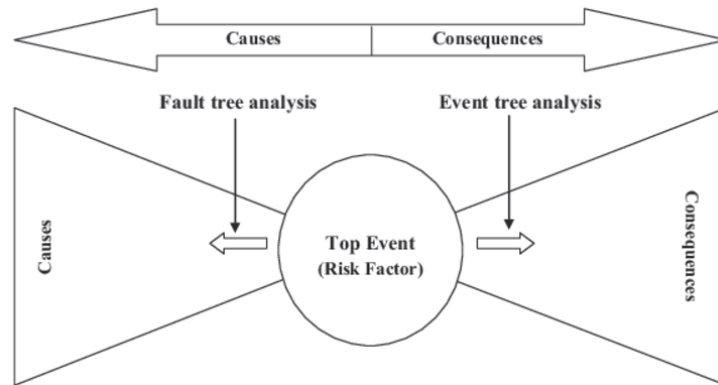 Causes
Consequences
Fault tree analysis
Event tree analysis
Causes
Top Event
(Risk Factor)
Consequences